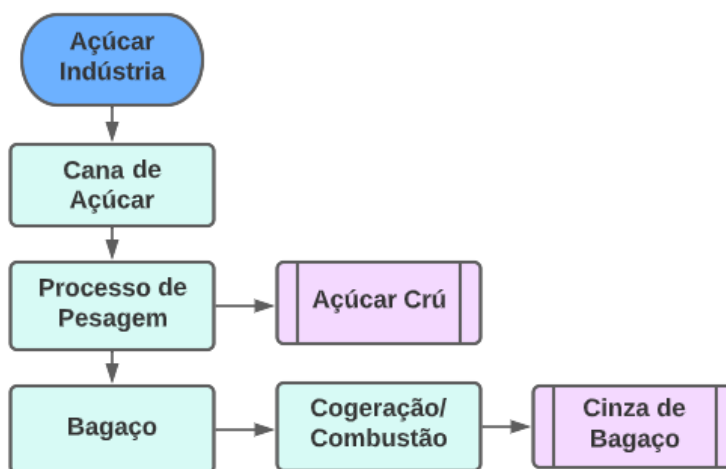 Açúcar
Indústria
Cana de
Açúcar
Processo de
Pesagem
Açúcar Crú
Bagaço
Cogeração/
Combustão
Cinza de
Bagaço